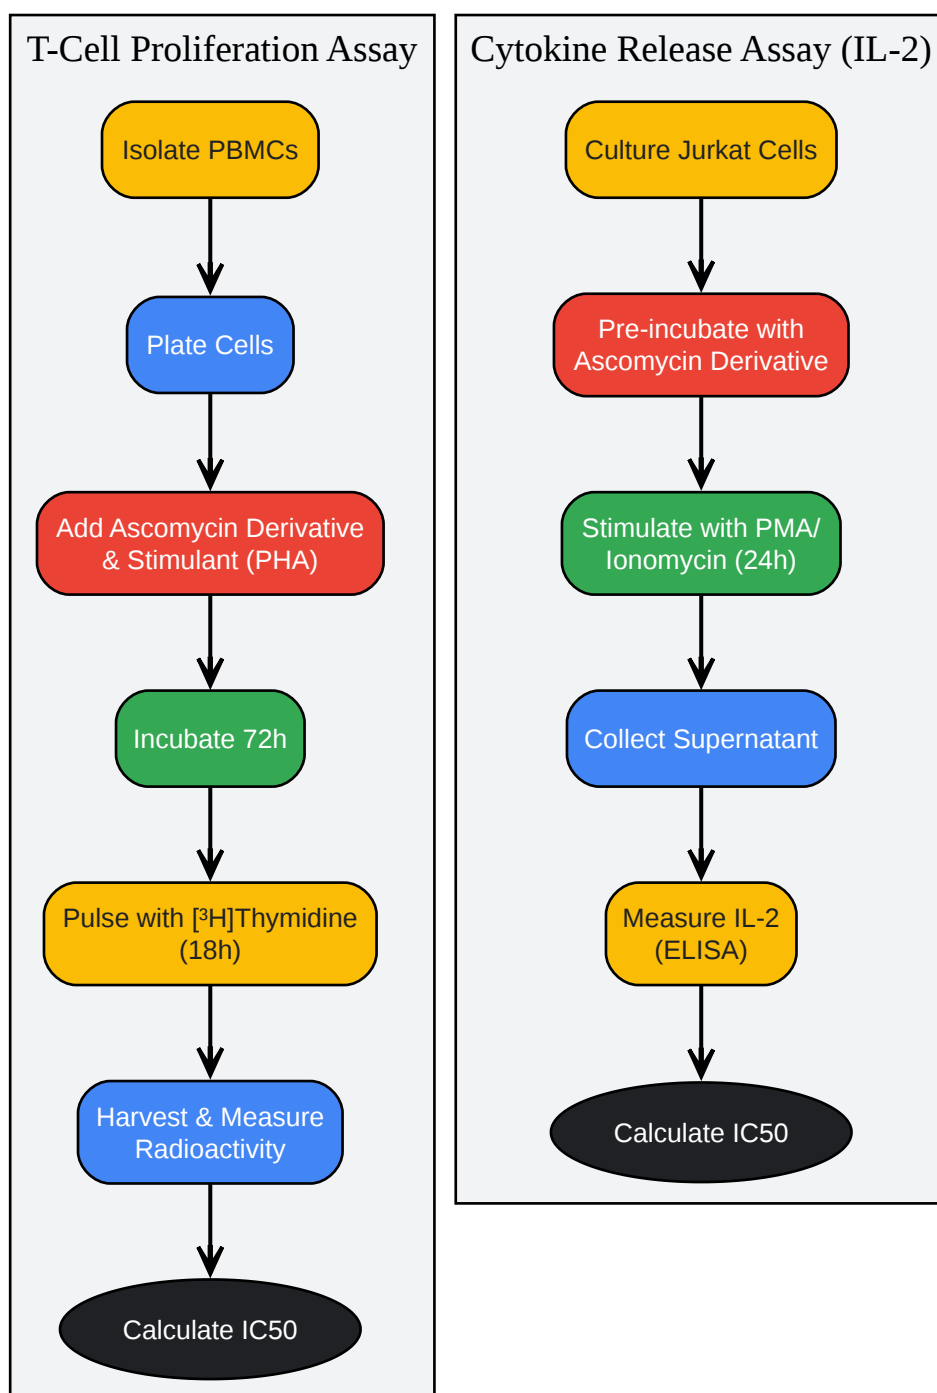 T-Cell Proliferation Assay
Isolate PBMCs
Plate Cells
Add Ascomycin Derivative
& Stimulant (PHA)
Incubate 72h
Pulse with [³H]Thymidine
(18h)
Harvest & Measure
Radioactivity
Calculate IC50
Cytokine Release Assay (IL-2)
Culture Jurkat Cells
Pre-incubate with
Ascomycin Derivative
Stimulate with PMA/
Ionomycin (24h)
Collect Supernatant
Measure IL-2
(ELISA)
Calculate IC50